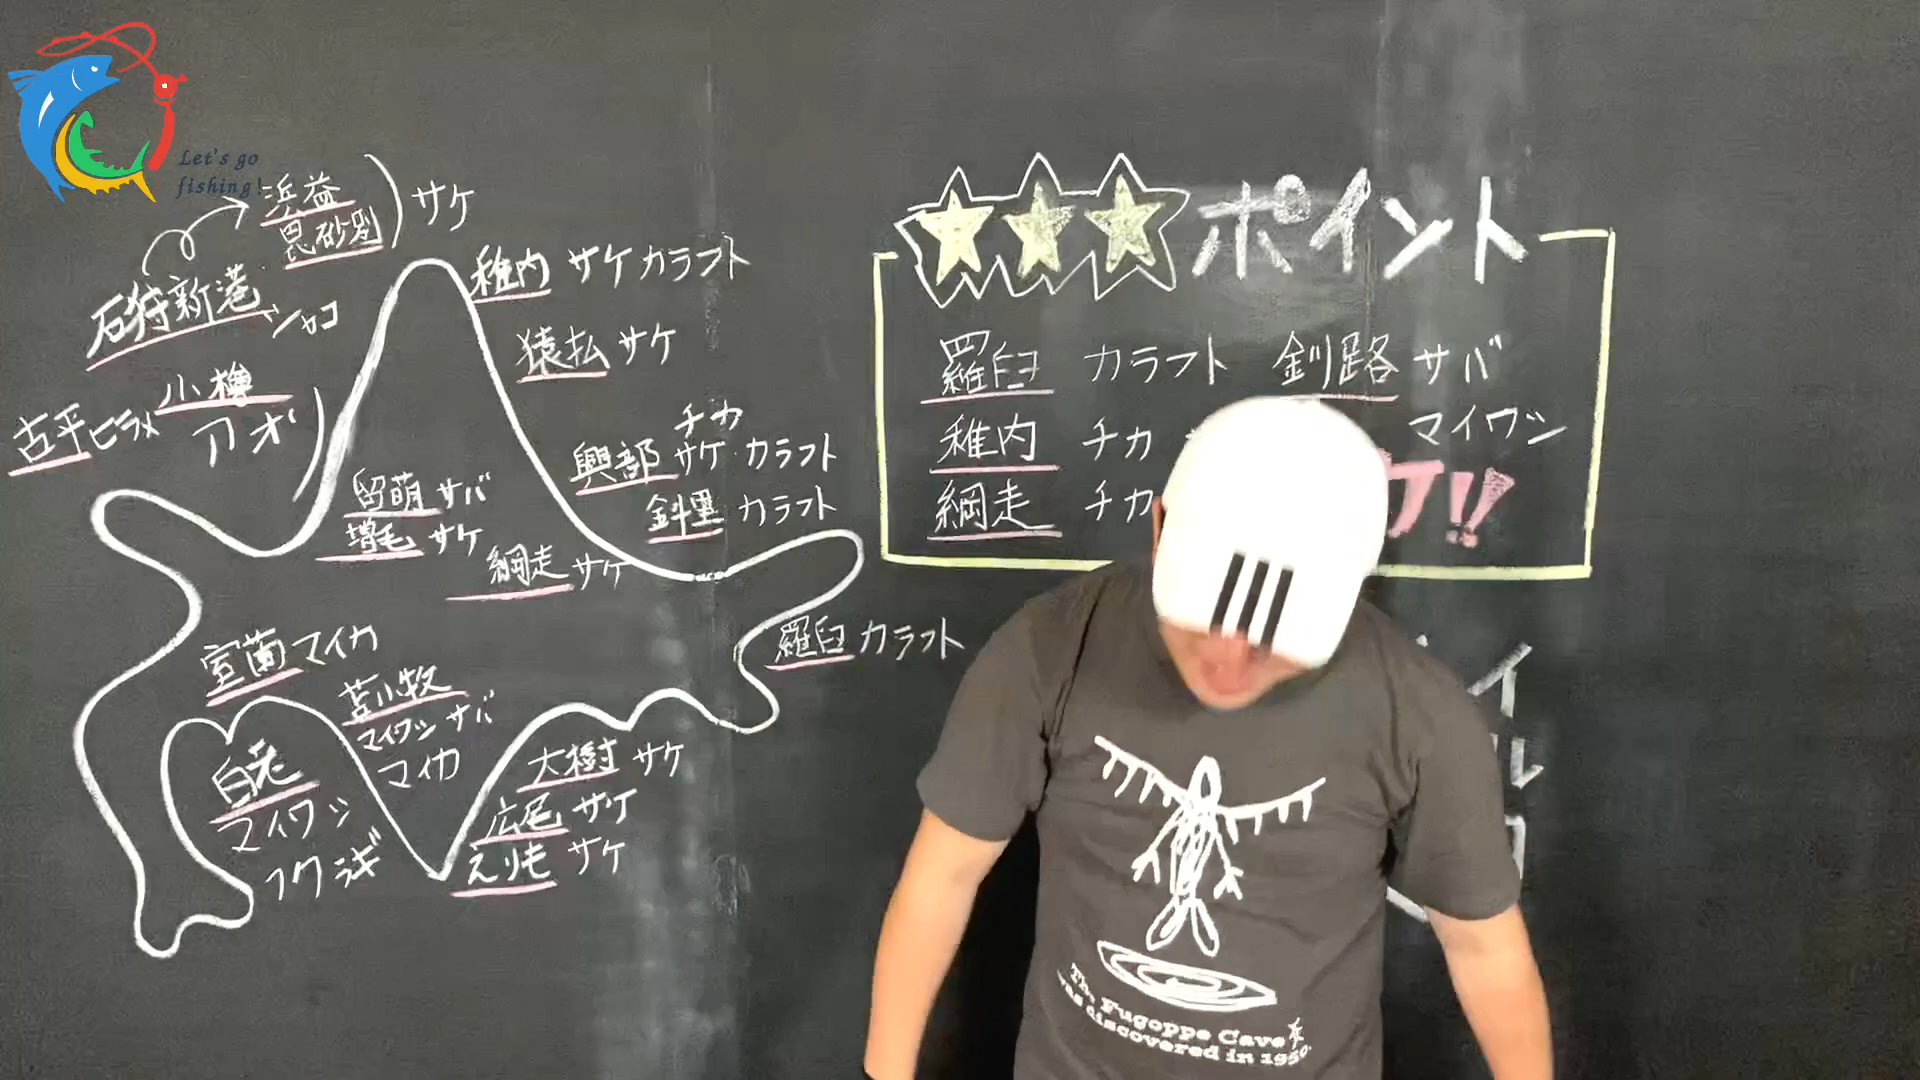 Let's go
fishing!
浜益
思砂別
サケ
石狩新港
シャコ
小樽
アオリ
古平 ヒラメ
稚内 サケ カラフト
猿払 サケ
チカ
興部 サケ・カラフト
斜里 カラフト
留萌 サバ
増毛 サケ
網走 サケ
羅臼 カラフト
室蘭 マイカ
苫小牧
マイワシ サバ
マイカ
白老
マイワシ
フクラギ
大樹 サケ
広尾 サケ
えりも サケ
ポイント
羅臼 カラフト 釧路 サバ
稚内 チカ マイワシ
網走 チカ ケ!!
The Fugoppe Cave
was discovered in 1950.